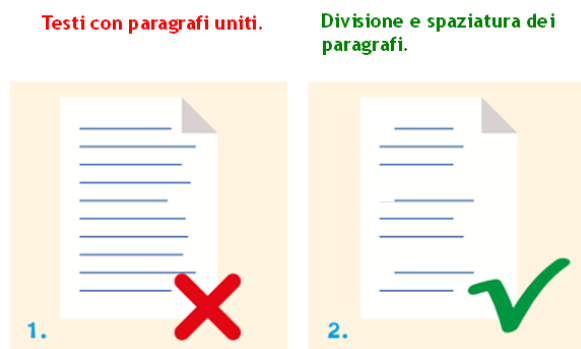 Testi con paragrafi uniti.
Divisione e spaziatura dei
paragrafi.
1.
2.